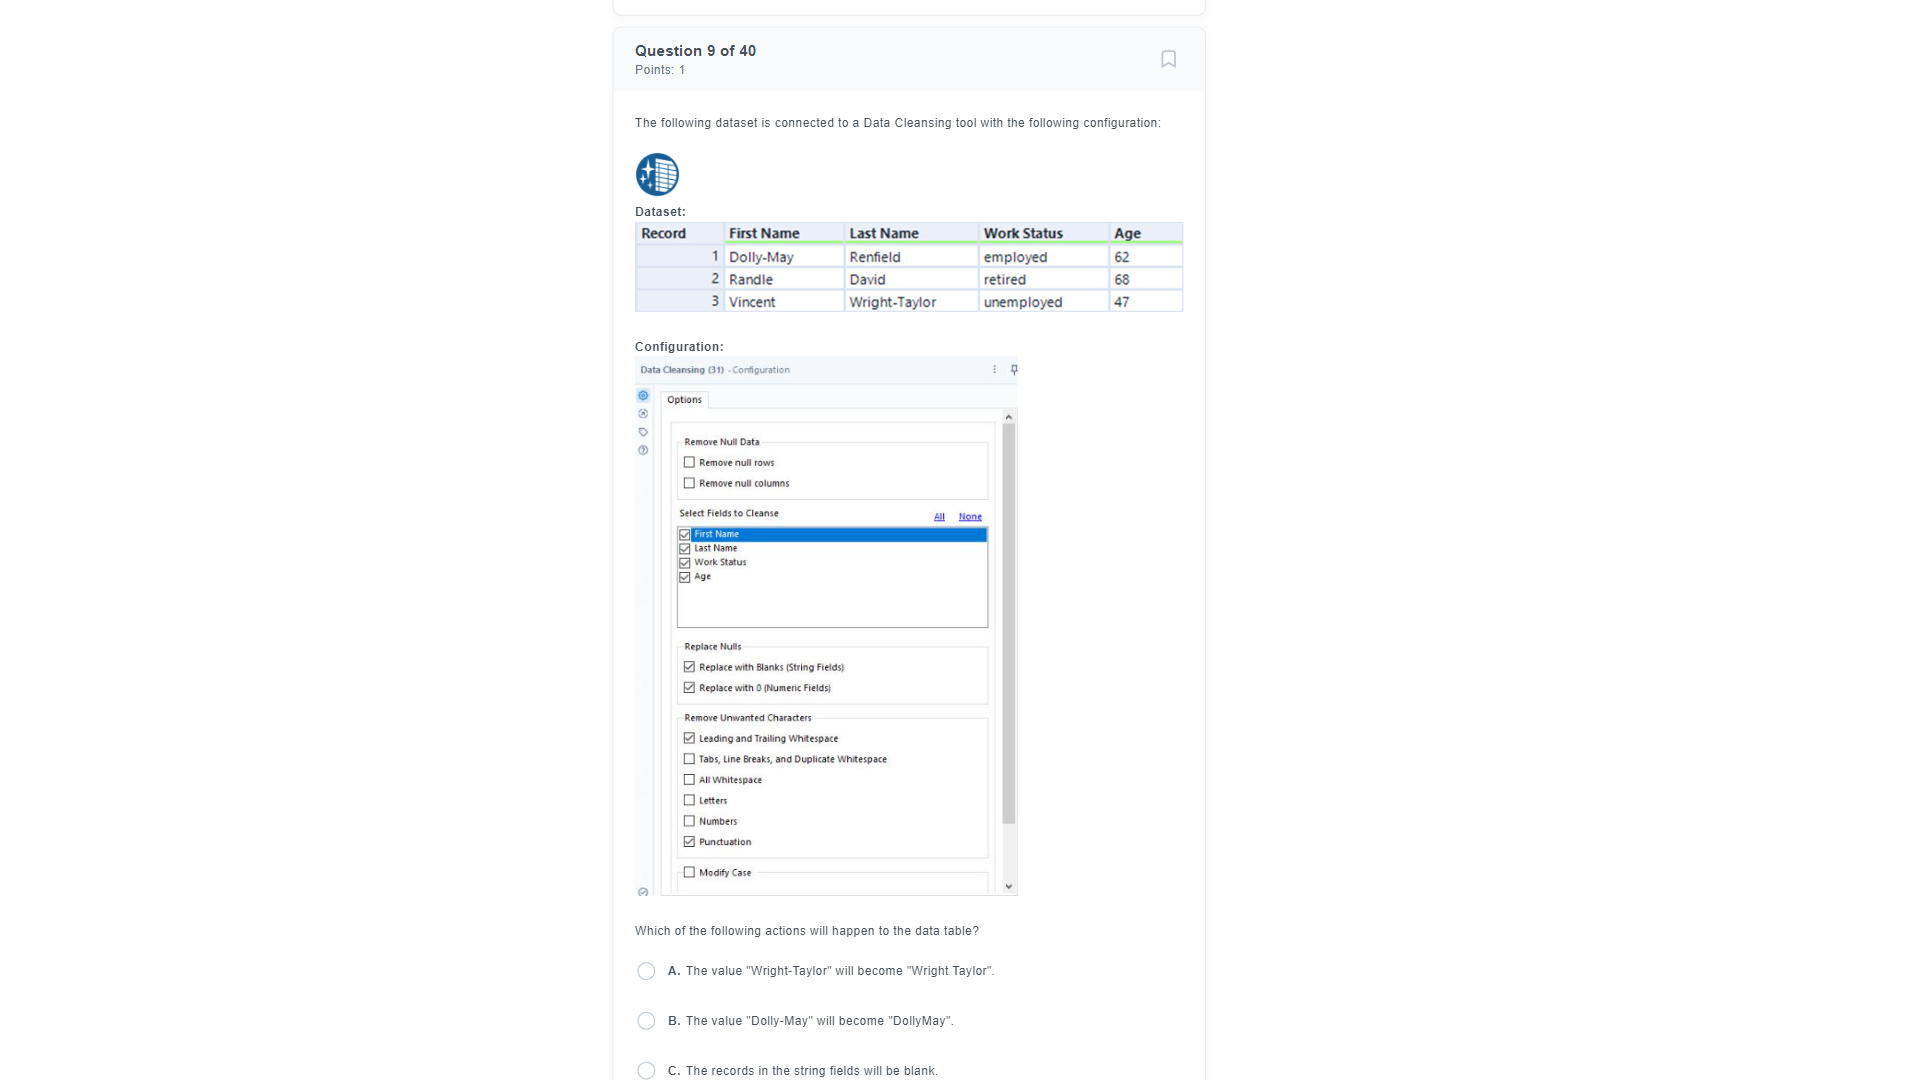 Question 9 of 40
Points: 1
The following dataset is connected to a Data Cleansing tool with the following configuration:
Dataset:
Record First Name Last Name Work Status Age
1 Dolly-May Renfield employed 62
2 Randle David retired 68
3 Vincent Wright-Taylor unemployed 47
Configuration:
Data Cleansing (31) - Configuration
Options
Remove Null Data
Remove null rows
Remove null columns
Select Fields to Cleanse All None
First Name
Last Name
Work Status
Age
Replace Nulls
Replace with Blanks (String Fields)
Replace with 0 (Numeric Fields)
Remove Unwanted Characters
Leading and Trailing Whitespace
Tabs, Line Breaks, and Duplicate Whitespace
All Whitespace
Letters
Numbers
Punctuation
Modify Case
Which of the following actions will happen to the data table?
A. The value "Wright-Taylor" will become "Wright Taylor".
B. The value "Dolly-May" will become "DollyMay".
C. The records in the string fields will be blank.